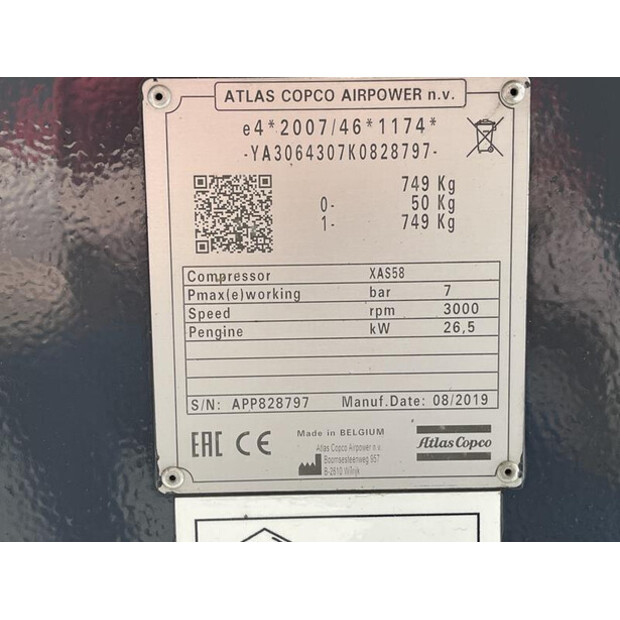 ATLAS COPCO AIRPOWER n.v.
e4*2007/46*1174*
-YA3064307K0828797-
749 Kg
0- 50 Kg
1- 749 Kg
Compressor XAS58
Pmax(e)working bar 7
Speed rpm 3000
Pengine kW 26,5
S/N: APP828797 Manuf.Date: 08/2019
EAC CE
Made in BELGIUM
Atlas Copco Airpower n.v.
Boomsesteenweg 957
B-2610 Wilrijk
Atlas Copco